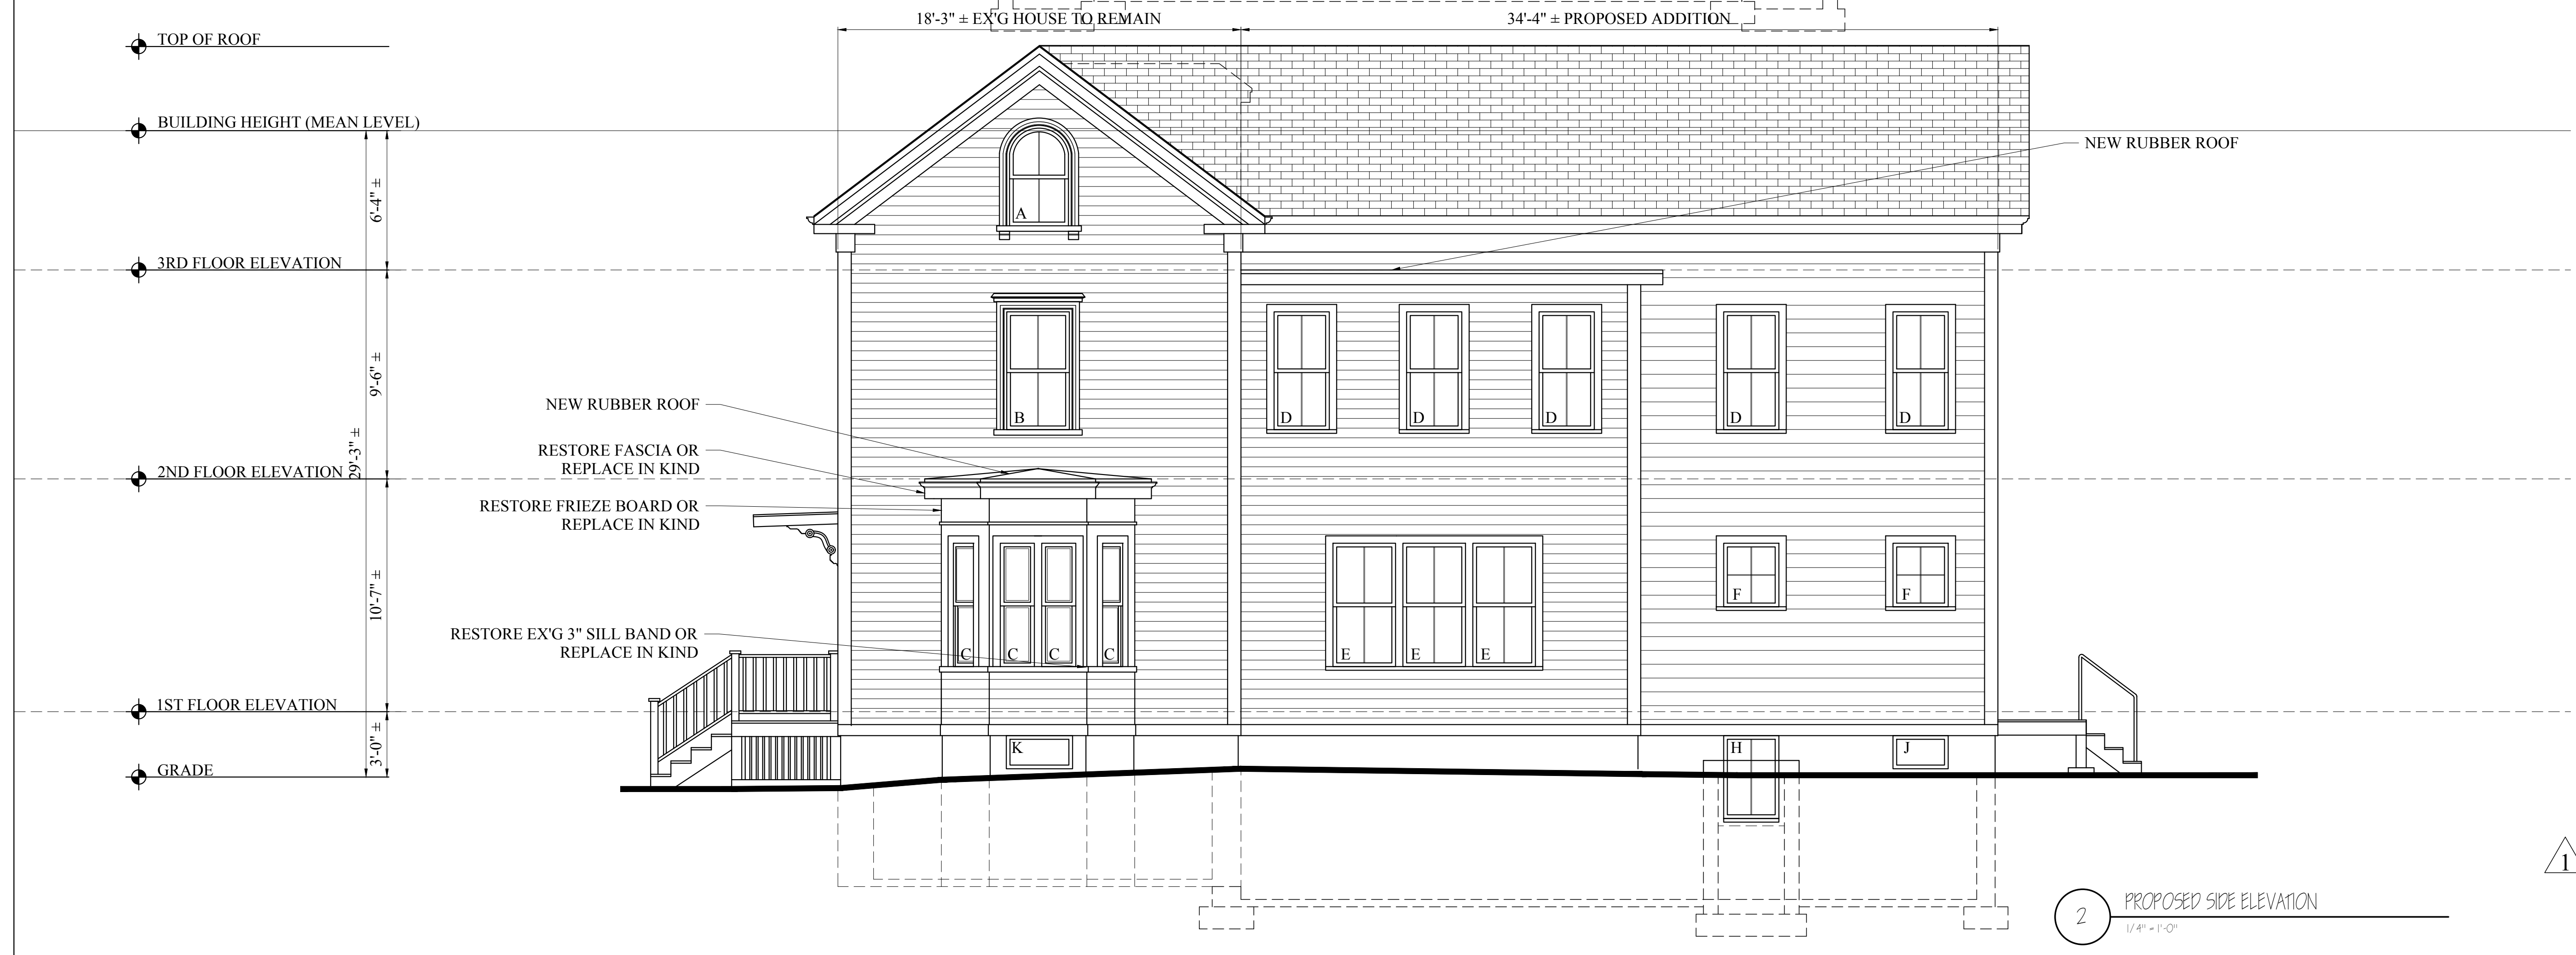 18'-3" ± EX'G HOUSE TO REMAIN
34'-4" ± PROPOSED ADDITION
TOP OF ROOF
BUILDING HEIGHT (MEAN LEVEL)
NEW RUBBER ROOF
6'-4" ±
A
3RD FLOOR ELEVATION
9'-6" ±
NEW RUBBER ROOF
B
D
D
D
D
D
29'-3" ±
RESTORE FASCIA OR
REPLACE IN KIND
2ND FLOOR ELEVATION
RESTORE FRIEZE BOARD OR
REPLACE IN KIND
10'-7" ±
F
F
RESTORE EX'G 3" SILL BAND OR
REPLACE IN KIND
C
C
C
C
E
E
E
1ST FLOOR ELEVATION
3'-0" ±
K
H
J
GRADE
1
2
PROPOSED SIDE ELEVATION
1/4" = 1'-0"